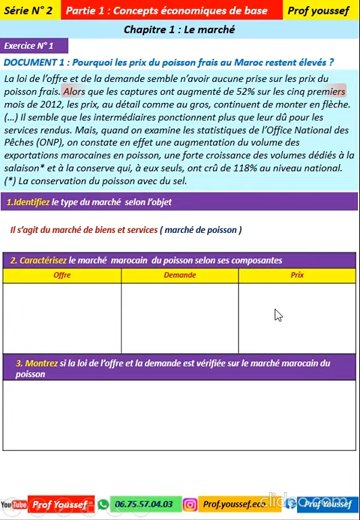 Série N° 2 Partie 1 : Concepts économiques de base Prof youssef
Chapitre 1 : Le marché
Exercice N° 1
DOCUMENT 1 : Pourquoi les prix du poisson frais au Maroc restent élevés ?
La loi de l'offre et de la demande semble n'avoir aucune prise sur les prix du
poisson frais. Alors que les captures ont augmenté de 52% sur les cinq premiers
mois de 2012, les prix, au détail comme au gros, continuent de monter en flèche.
(...) Il semble que les intermédiaires ponctionnent plus que leur dû pour les
services rendus. Mais, quand on examine les statistiques de l'Office National des
Pêches (ONP), on constate en effet une augmentation du volume des
exportations marocaines en poisson, une forte croissance des volumes dédiés à la
salaison* et à la conserve qui, à eux seuls, ont crû de 118% au niveau national.
(*) La conservation du poisson avec du sel.
1.Identifiez le type du marché selon l'objet
Il s'agit du marché de biens et services ( marché de poisson )
2. Caractérisez le marché marocain du poisson selon ses composantes
Offre Demande Prix
3. Montrez si la loi de l'offre et la demande est vérifiée sur le marché marocain du
poisson
YouTube Prof Youssef 06.75.57.04.03 Prof.youssef.eco Prof Youssef